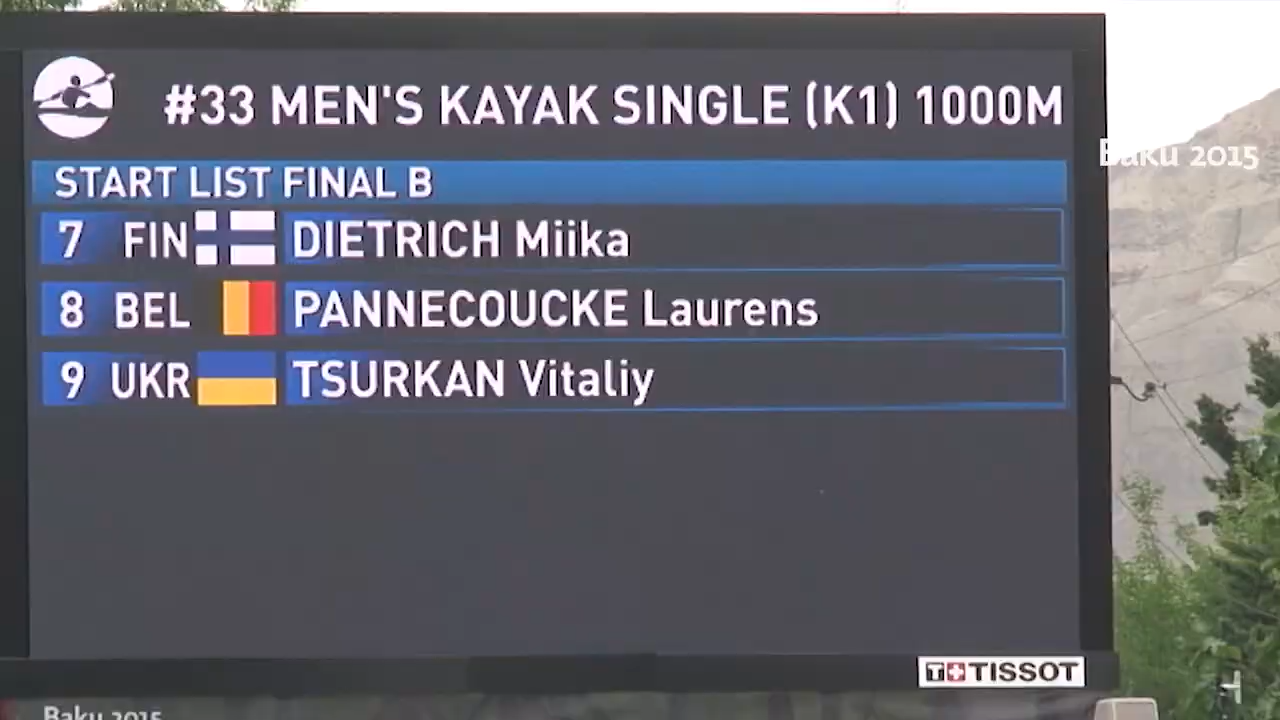 #33 MEN'S KAYAK SINGLE (K1) 1000M
Baku 2015
START LIST FINAL B
7 FIN DIETRICH Miika
8 BEL PANNECOUCKE Laurens
9 UKR TSURKAN Vitaliy
TISSOT
Baku 2015